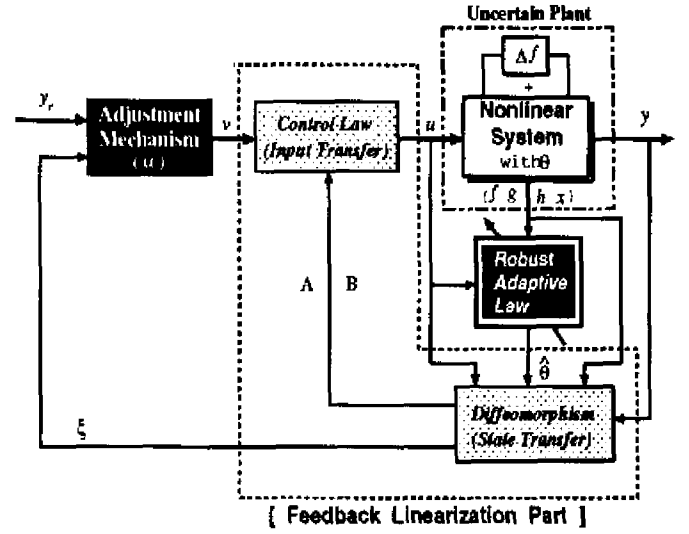 Uncertain Plant
Δf
+
y_r
Adjustment
Mechanism
v
Control Law
(Input Transfer)
u
Nonlinear
System
withθ
y
(f g h x)
Robust
Adaptive
Law
A B
θ̂
Diffeomorphism
(State Transfer)
ξ
[ Feedback Linearization Part ]